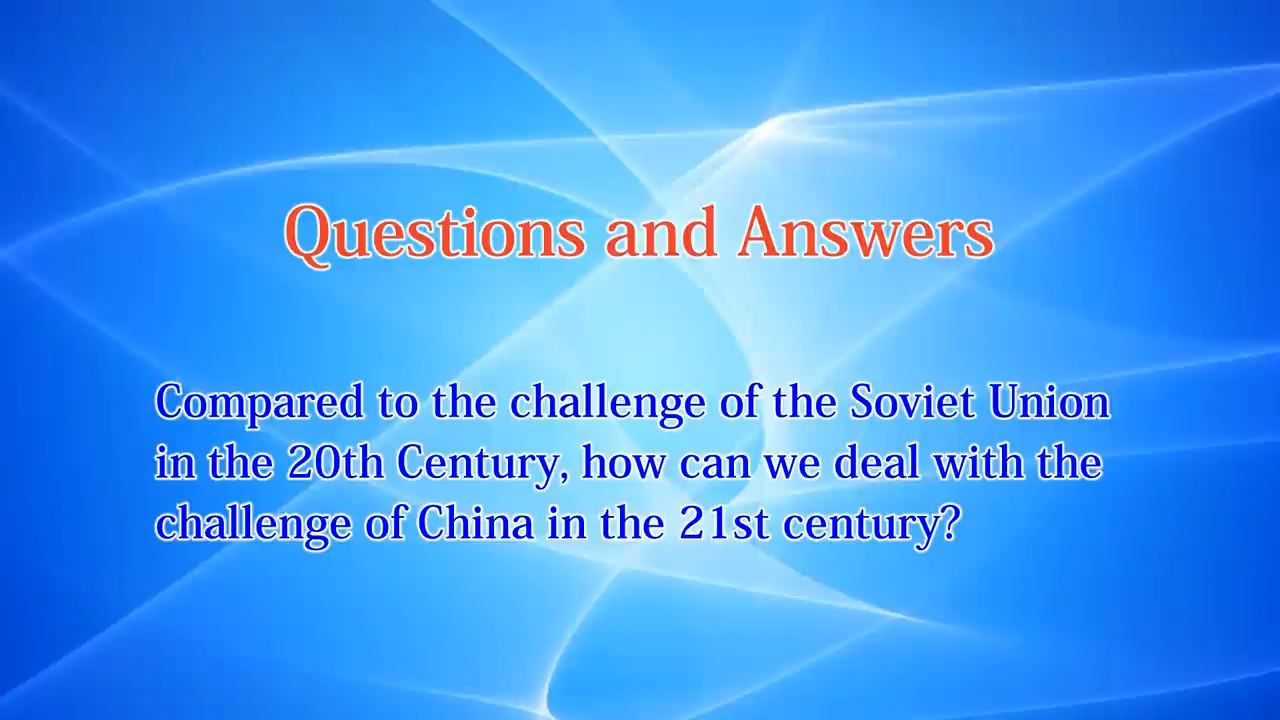 Questions and Answers
Compared to the challenge of the Soviet Union
in the 20th Century, how can we deal with the
challenge of China in the 21st century?